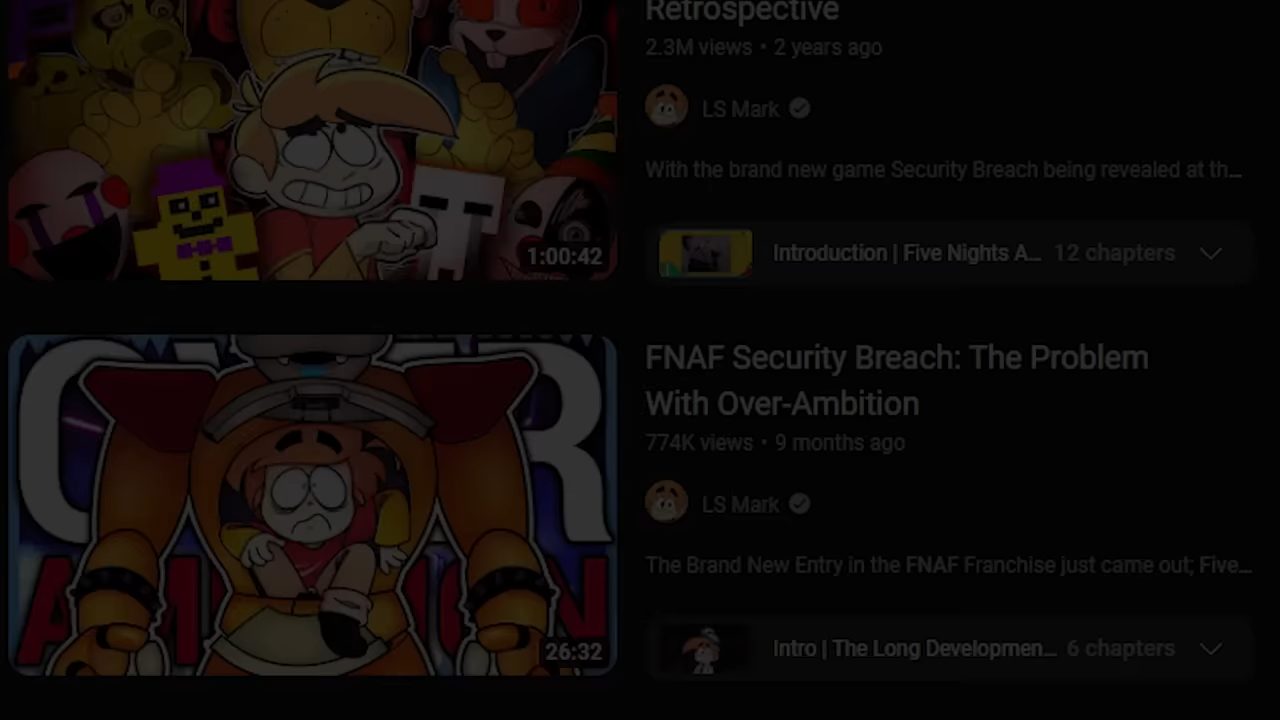 Retrospective
2.3M views • 2 years ago
LS Mark
With the brand new game Security Breach being revealed at th...
1:00:42
Introduction | Five Nights A... 12 chapters
FNAF Security Breach: The Problem
With Over-Ambition
774K views • 9 months ago
LS Mark
The Brand New Entry in the FNAF Franchise just came out; Five...
26:32
Intro | The Long Developmen... 6 chapters